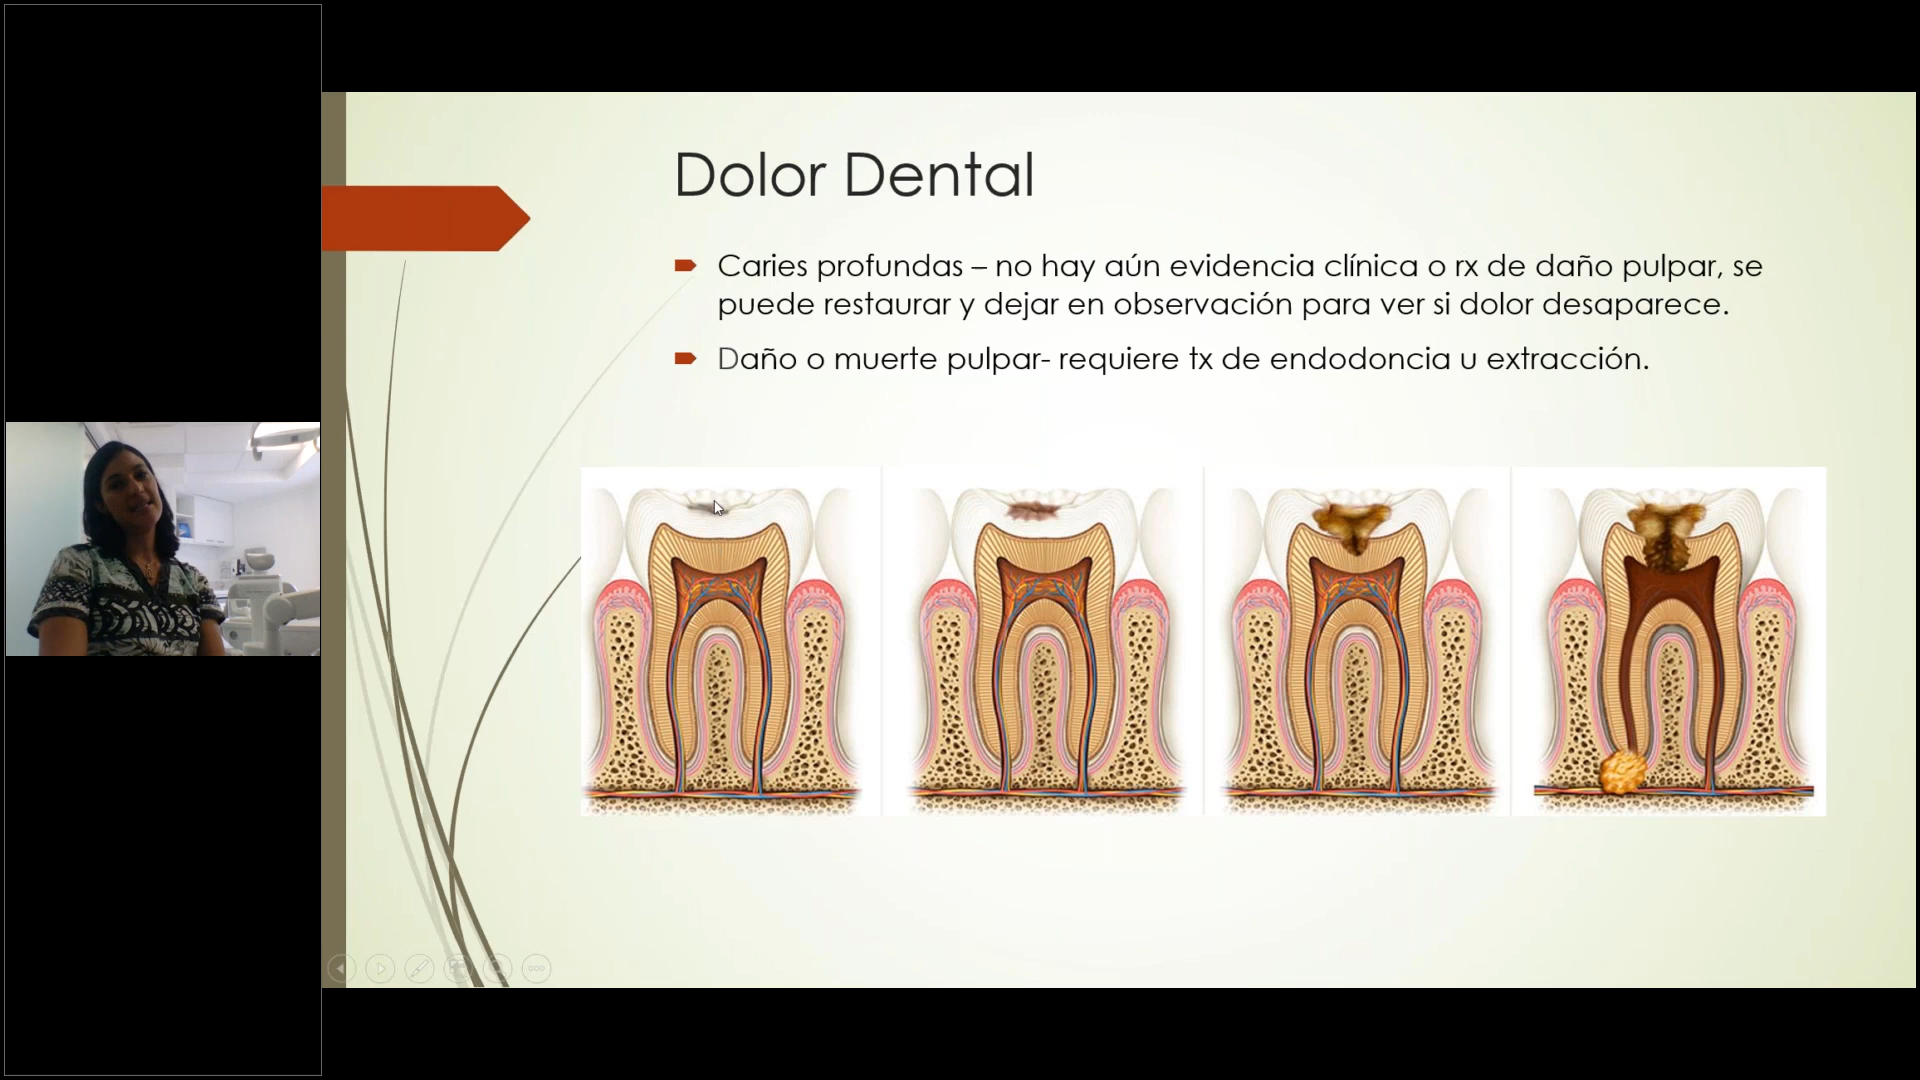 Dolor Dental
Caries profundas – no hay aún evidencia clínica o rx de daño pulpar, se
puede restaurar y dejar en observación para ver si dolor desaparece.
Daño o muerte pulpar- requiere tx de endodoncia u extracción.